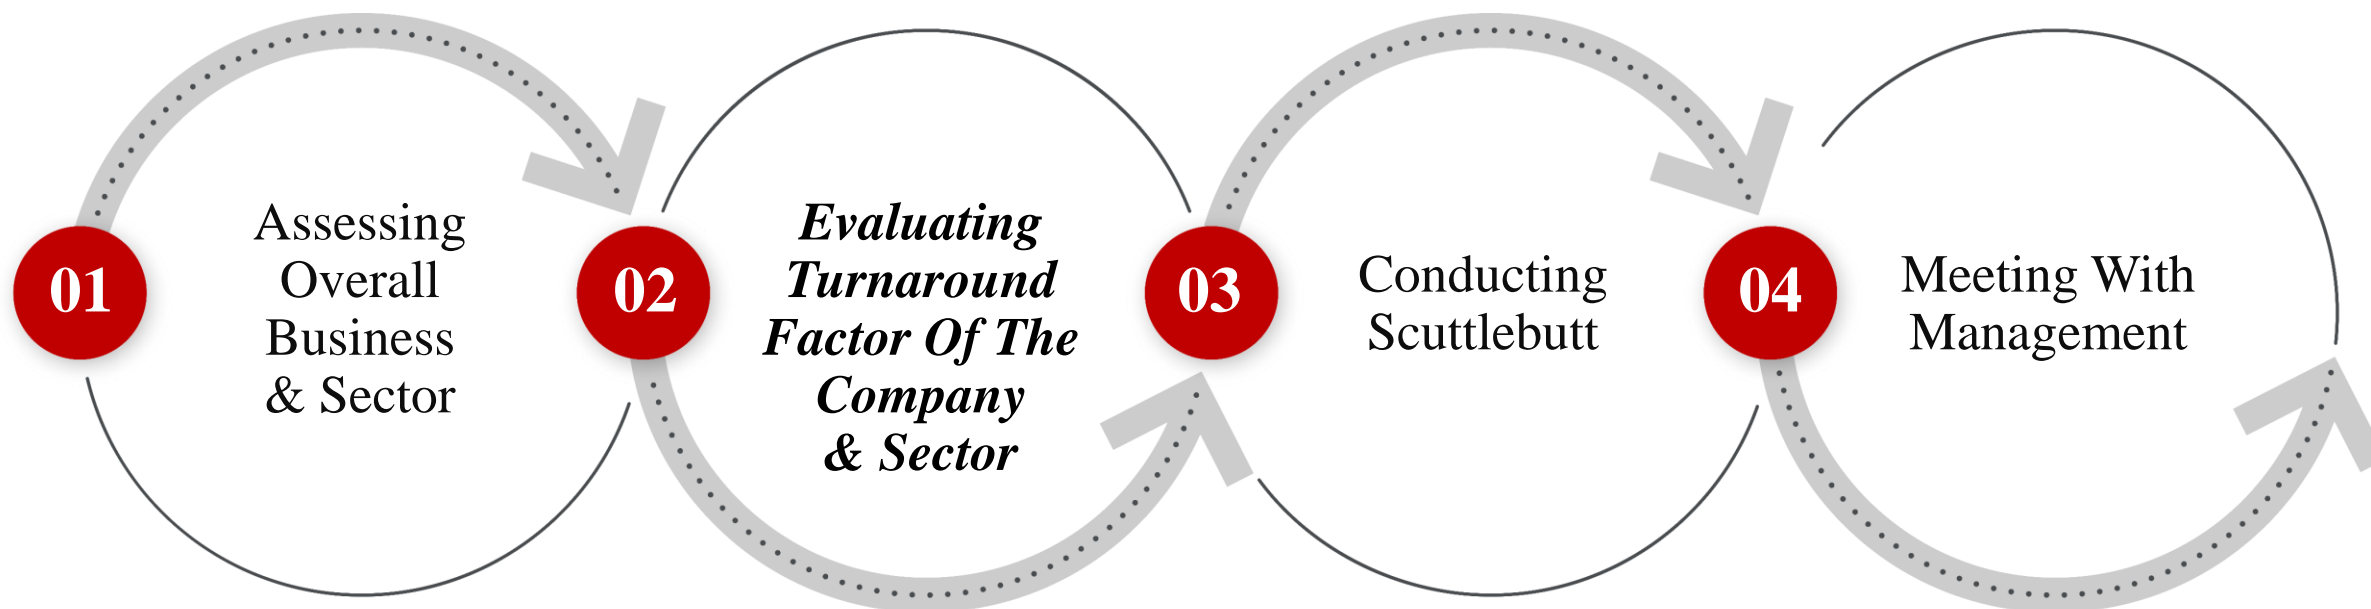 01
Assessing
Overall
Business
& Sector
02
Evaluating
Turnaround
Factor Of The
Company
& Sector
03
Conducting
Scuttlebutt
04
Meeting With
Management